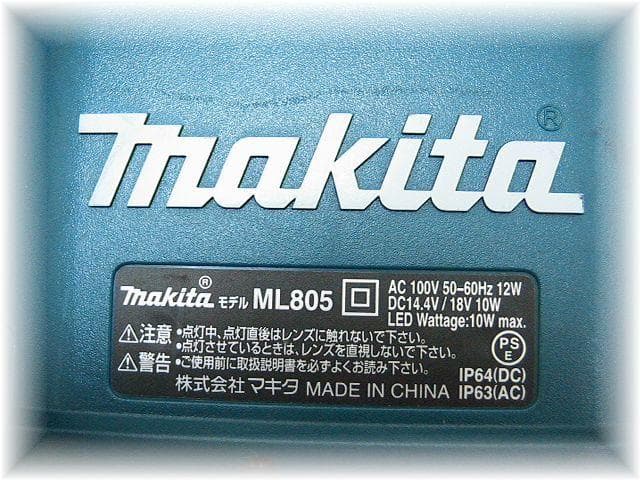 makita®
makita® モデル ML805 AC 100V 50-60Hz 12W
DC14.4V / 18V 10W
LED Wattage:10W max.
⚠注意 •点灯中、点灯直後はレンズに触れないで下さい。
•点灯させているときは、レンズを直視しないで下さい。
⚠警告 •ご使用前に取扱説明書を必ずよくお読み下さい。
PSE
株式会社マキタ MADE IN CHINA
IP64(DC)
IP63(AC)